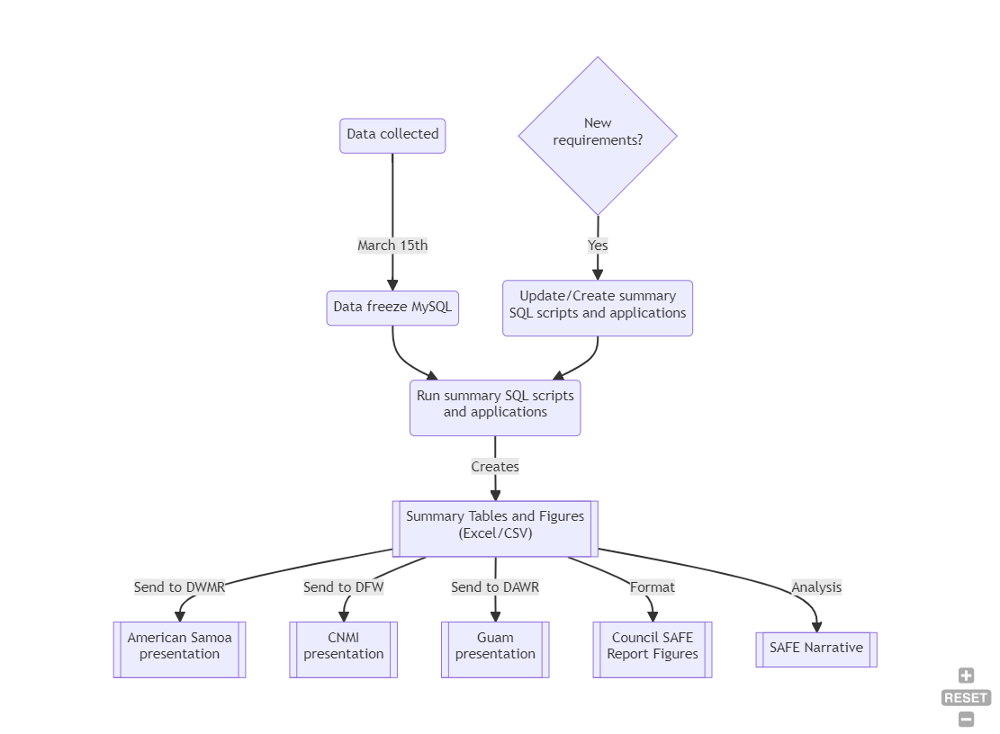 New
requirements?
Data collected
March 15th
Yes
Update/Create summary
SQL scripts and applications
Data freeze MySQL
Run summary SQL scripts
and applications
Creates
Summary Tables and Figures
(Excel/CSV)
Send to DWMR
Send to DFW
Send to DAWR
Format
Analysis
American Samoa
presentation
CNMI
presentation
Guam
presentation
Council SAFE
Report Figures
SAFE Narrative
RESET